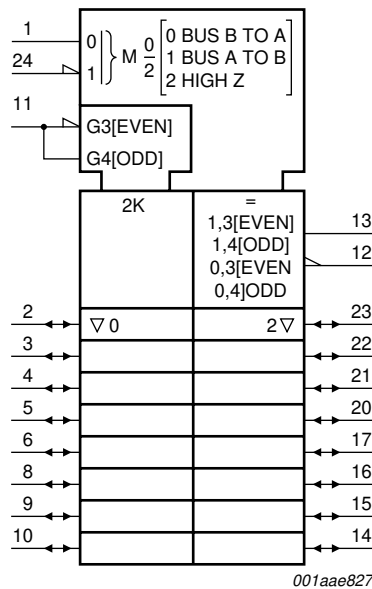 1
0
24
1
M 0/2
0 BUS B TO A
1 BUS A TO B
2 HIGH Z
11
G3[EVEN]
G4[ODD]
2K
=
1,3[EVEN]
13
1,4[ODD]
12
0,3[EVEN
0,4]ODD
2
▽ 0
2 ▽
23
3
22
4
21
5
20
6
17
8
16
9
15
10
14
001aae827